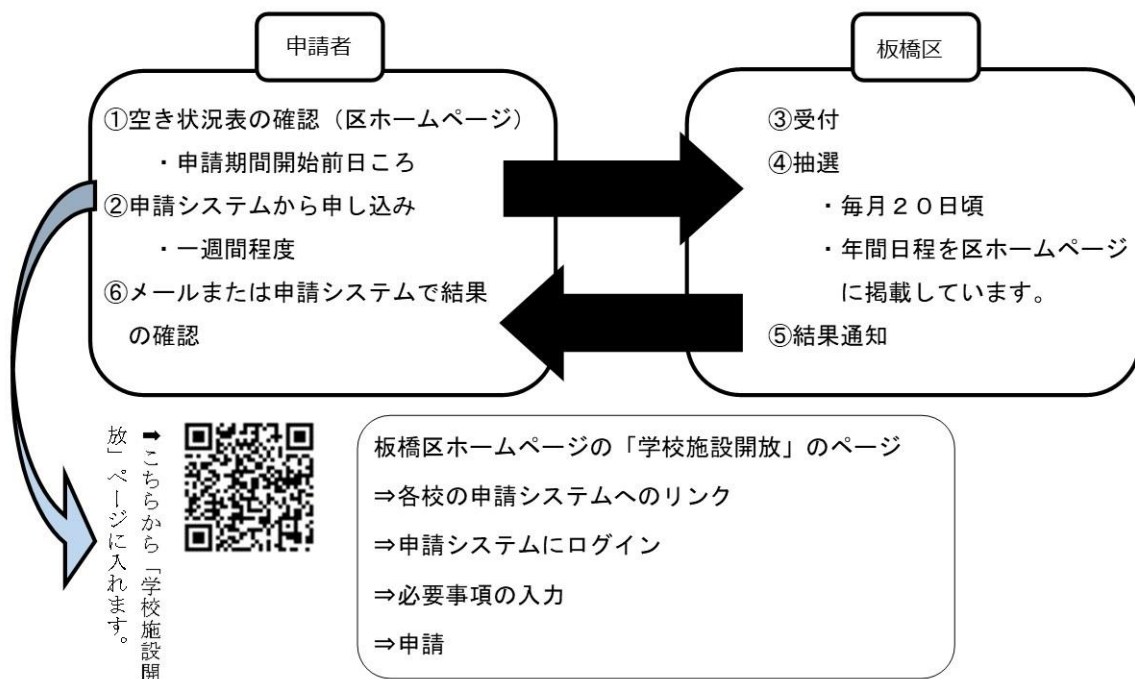 申請者
①空き状況表の確認（区ホームページ）
・申請期間開始前日ころ
②申請システムから申し込み
・一週間程度
⑥メールまたは申請システムで結果
の確認
板橋区
③受付
④抽選
・毎月２０日頃
・年間日程を区ホームページ
に掲載しています。
⑤結果通知
➡こちらから「学校施設開
放」ページに入れます。
板橋区ホームページの「学校施設開放」のページ
⇒各校の申請システムへのリンク
⇒申請システムにログイン
⇒必要事項の入力
⇒申請